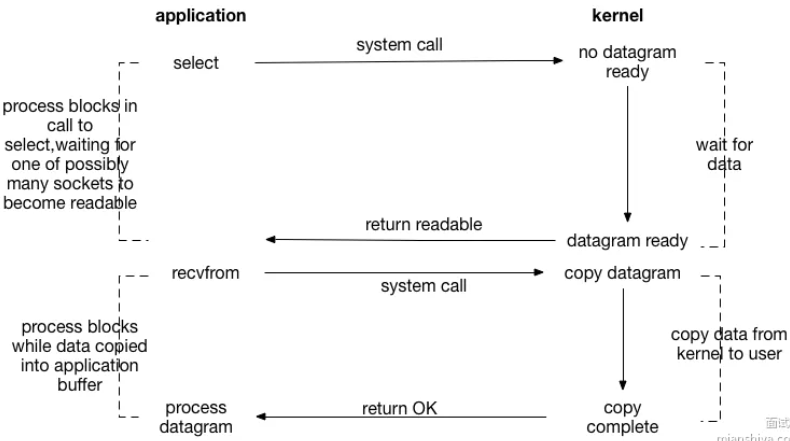 application
kernel
select
system call
no datagram
ready
process blocks in
call to
select,waiting for
one of possibly
many sockets to
become readable
wait for
data
return readable
datagram ready
recvfrom
system call
copy datagram
process blocks
while data copied
into application
buffer
copy data from
kernel to user
process
datagram
return OK
copy
complete
面试